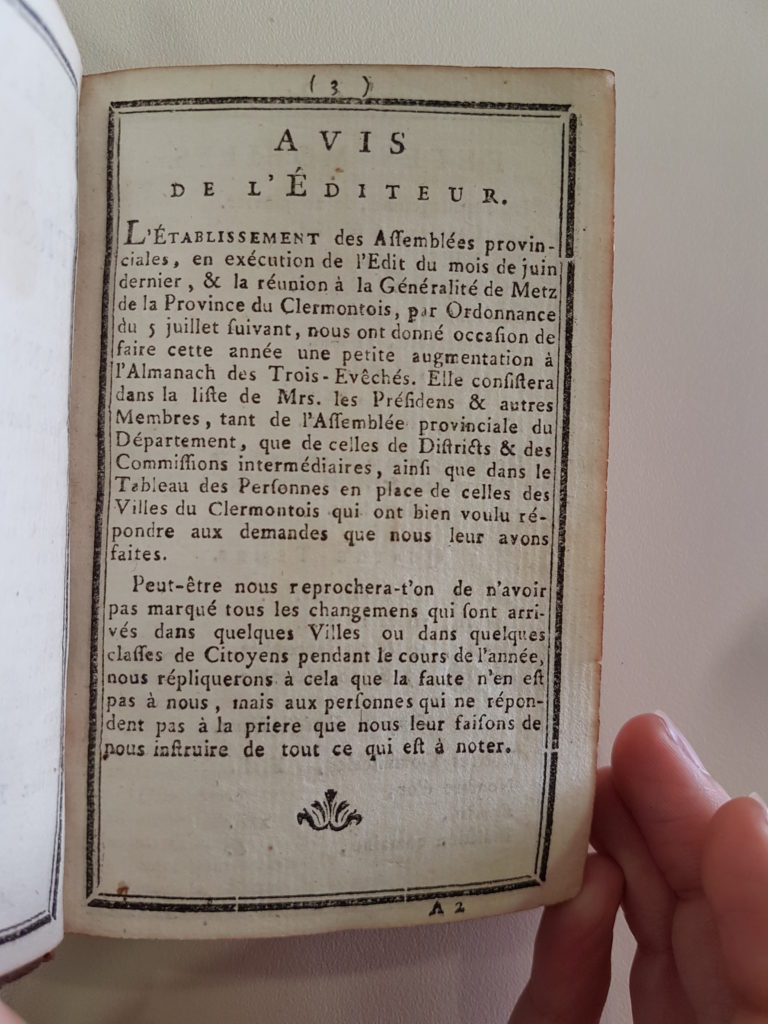 ( 3 )
AVIS
DE L'ÉDITEUR.
L'ÉTABLISSEMENT des Aſſemblées provin-
ciales, en exécution de l'Edit du mois de juin
dernier, & la réunion à la Généralité de Metz
de la Province du Clermontois, par Ordonnance
du 5 juillet ſuivant, nous ont donné occaſion de
faire cette année une petite augmentation à
l'Almanach des Trois-Evêchés. Elle conſiſtera
dans la liſte de Mrs. les Préſidens & autres
Membres, tant de l'Aſſemblée provinciale du
Département, que de celles de Diſtricts & des
Commiſſions intermédiaires, ainſi que dans le
Tableau des Perſonnes en place de celles des
Villes du Clermontois qui ont bien voulu ré-
pondre aux demandes que nous leur avons
faites.
Peut-être nous reprochera-t'on de n'avoir
pas marqué tous les changemens qui ſont arri-
vés dans quelques Villes ou dans quelques
claſſes de Citoyens pendant le cours de l'année,
nous répliquerons à cela que la faute n'en eſt
pas à nous, mais aux perſonnes qui ne répon-
dent pas à la priere que nous leur faiſons de
nous inſtruire de tout ce qui eſt à noter.
A 2